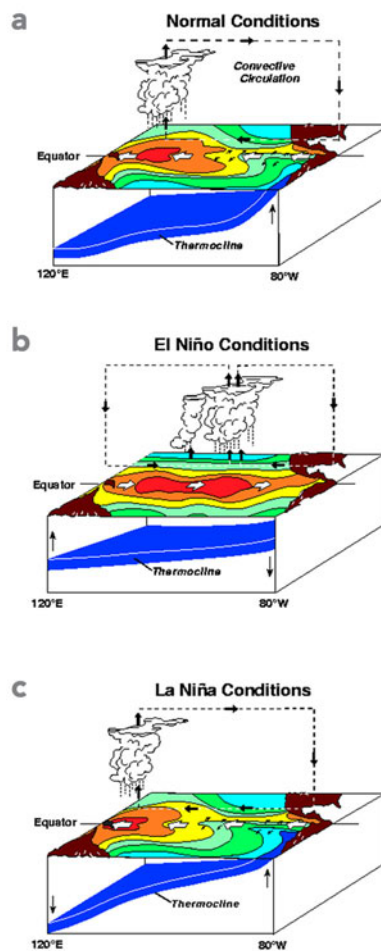 a
Normal Conditions
Convective
Circulation
Equator
Thermocline
120°E
80°W
b
El Niño Conditions
Equator
Thermocline
120°E
80°W
c
La Niña Conditions
Equator
Thermocline
120°E
80°W